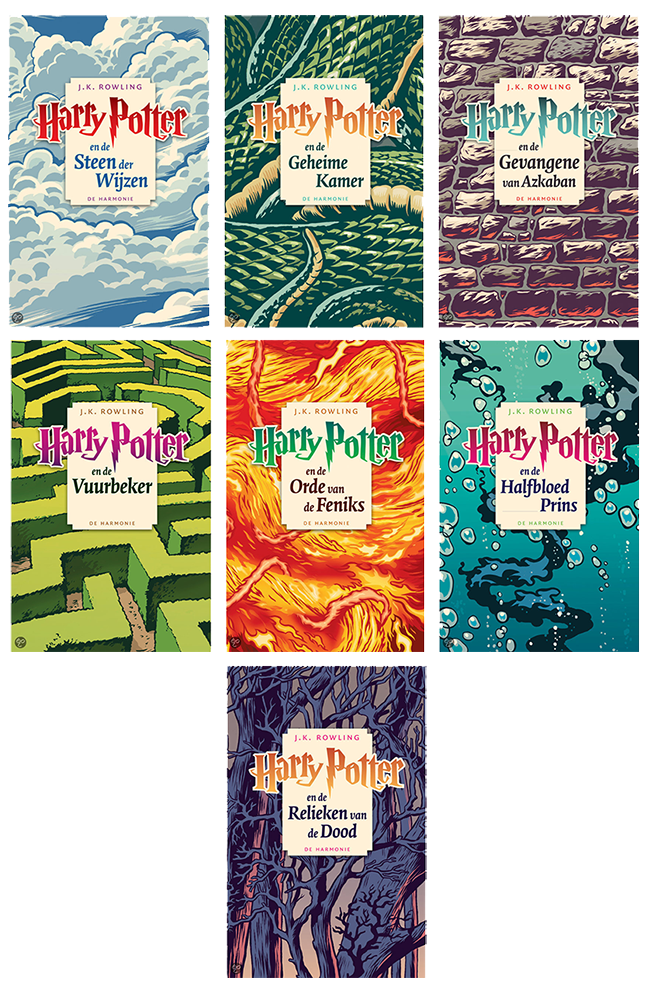 J.K. ROWLING
Harry Potter
en de
Steen der
Wijzen
DE HARMONIE
J.K. ROWLING
Harry Potter
en de
Geheime
Kamer
DE HARMONIE
J.K. ROWLING
Harry Potter
en de
Gevangene
van Azkaban
DE HARMONIE
J.K. ROWLING
Harry Potter
en de
Vuurbeker
DE HARMONIE
J.K. ROWLING
Harry Potter
en de
Orde van
de Feniks
DE HARMONIE
J.K. ROWLING
Harry Potter
en de
Halfbloed
Prins
DE HARMONIE
J.K. ROWLING
Harry Potter
en de
Relieken van
de Dood
DE HARMONIE